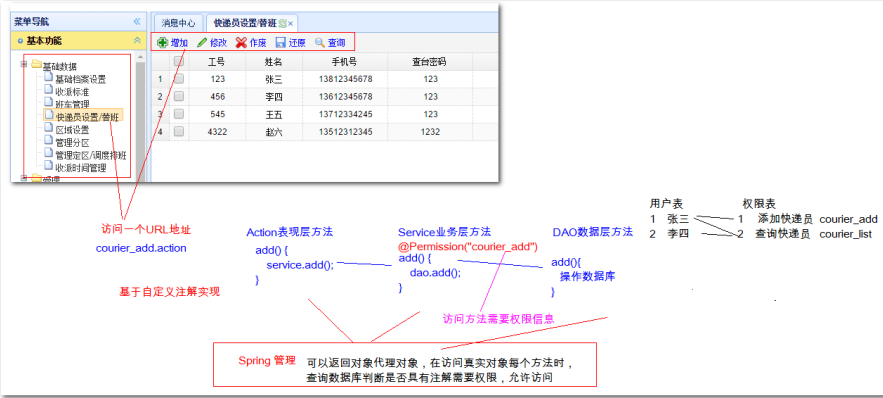 菜单导航
消息中心 快递员设置/替班
基本功能
增加 修改 作废 还原 查询
基础数据
基础档案设置
收派标准
班车管理
快递员设置/替班
区域设置
管理分区
管理定区/调度排班
收派时间管理
受理
工号 姓名 手机号 查台密码
1 123 张三 13812345678 123
2 456 李四 13612345678 123
3 545 王五 13712334245 123
4 4322 赵六 13512312345 1232
用户表 权限表
1 张三 1 添加快递员 courier_add
2 李四 2 查询快递员 courier_list
访问一个URL地址
courier_add.action
Action表现层方法
add() {
service.add();
}
Service业务层方法
@Permission("courier_add")
add() {
dao.add();
}
DAO数据层方法
add(){
操作数据库
}
基于自定义注解实现
访问方法需要权限信息
Spring 管理 可以返回对象代理对象，在访问真实对象每个方法时，
查询数据库判断是否具有注解需要权限，允许访问